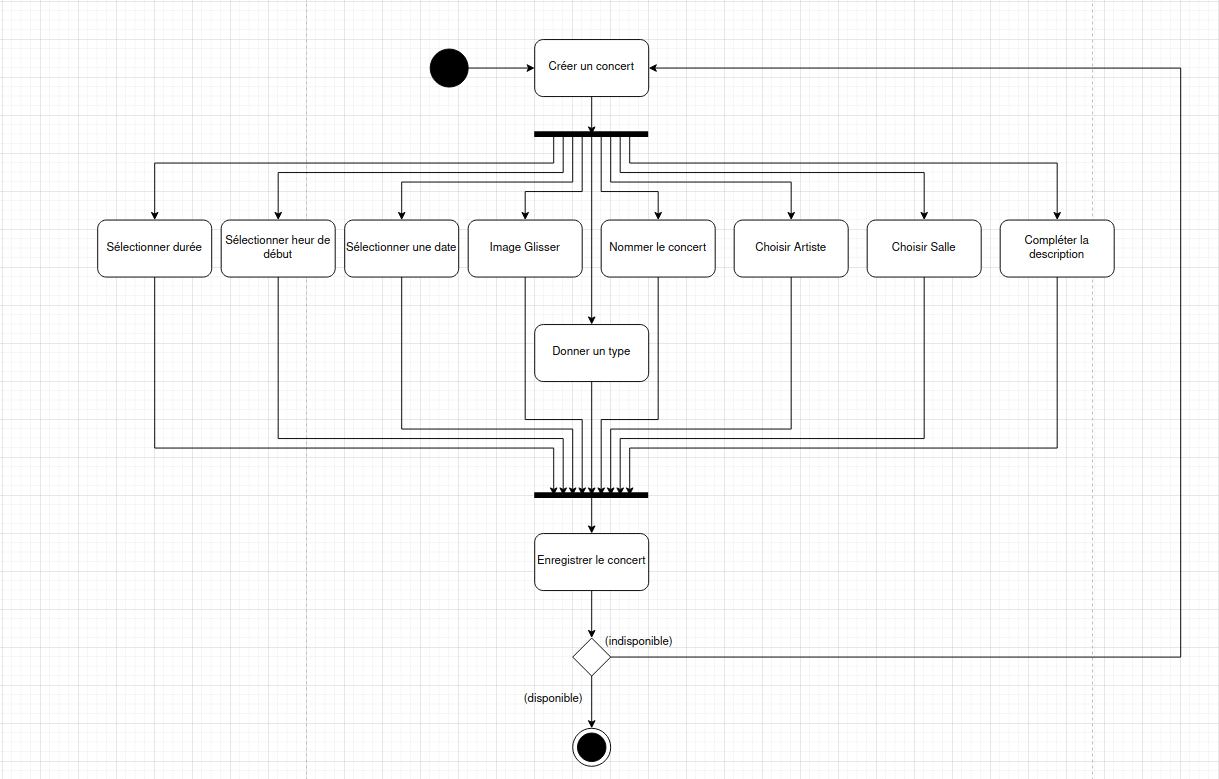 Créer un concert
Sélectionner durée
Sélectionner heur de
début
Sélectionner une date
Image Glisser
Nommer le concert
Choisir Artiste
Choisir Salle
Compléter la
description
Donner un type
Enregistrer le concert
(indisponible)
(disponible)